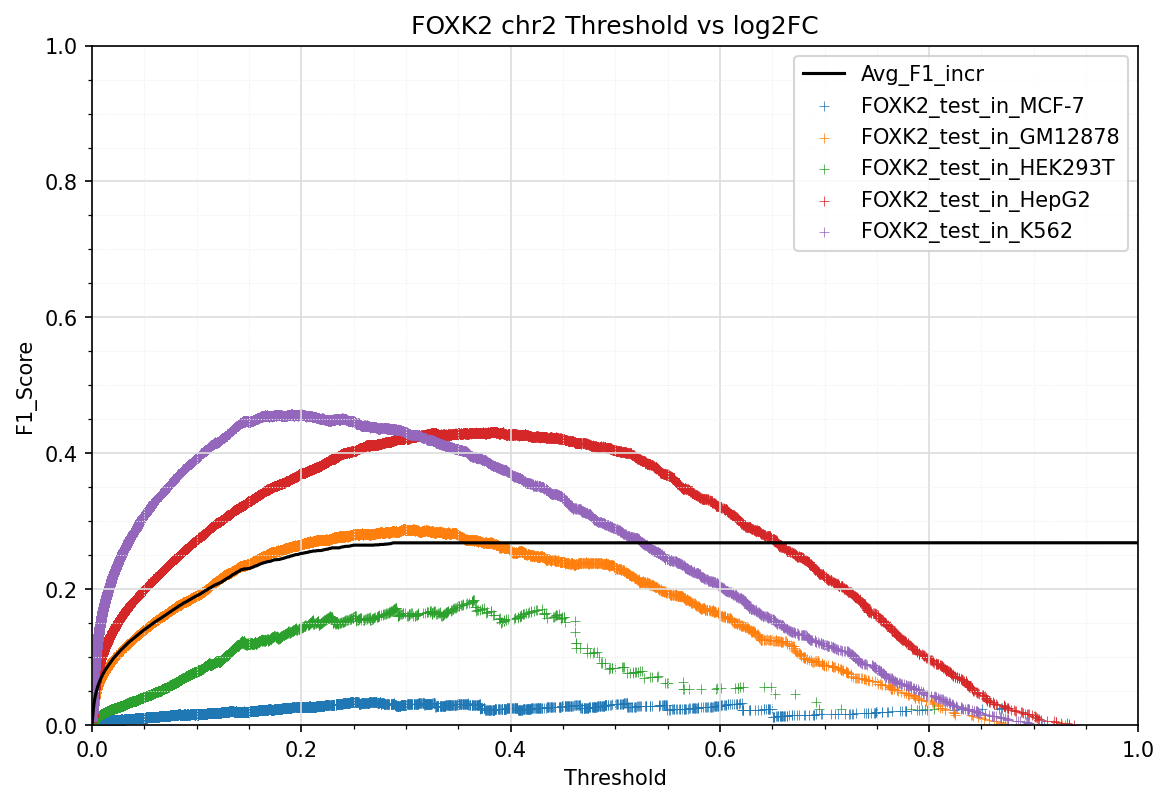 FOXK2 chr2 Threshold vs log2FC
1.0
0.8
0.6
0.4
0.2
0.0
F1_Score
Avg_F1_incr
FOXK2_test_in_MCF-7
FOXK2_test_in_GM12878
FOXK2_test_in_HEK293T
FOXK2_test_in_HepG2
FOXK2_test_in_K562
0.0 0.2 0.4 0.6 0.8 1.0
Threshold